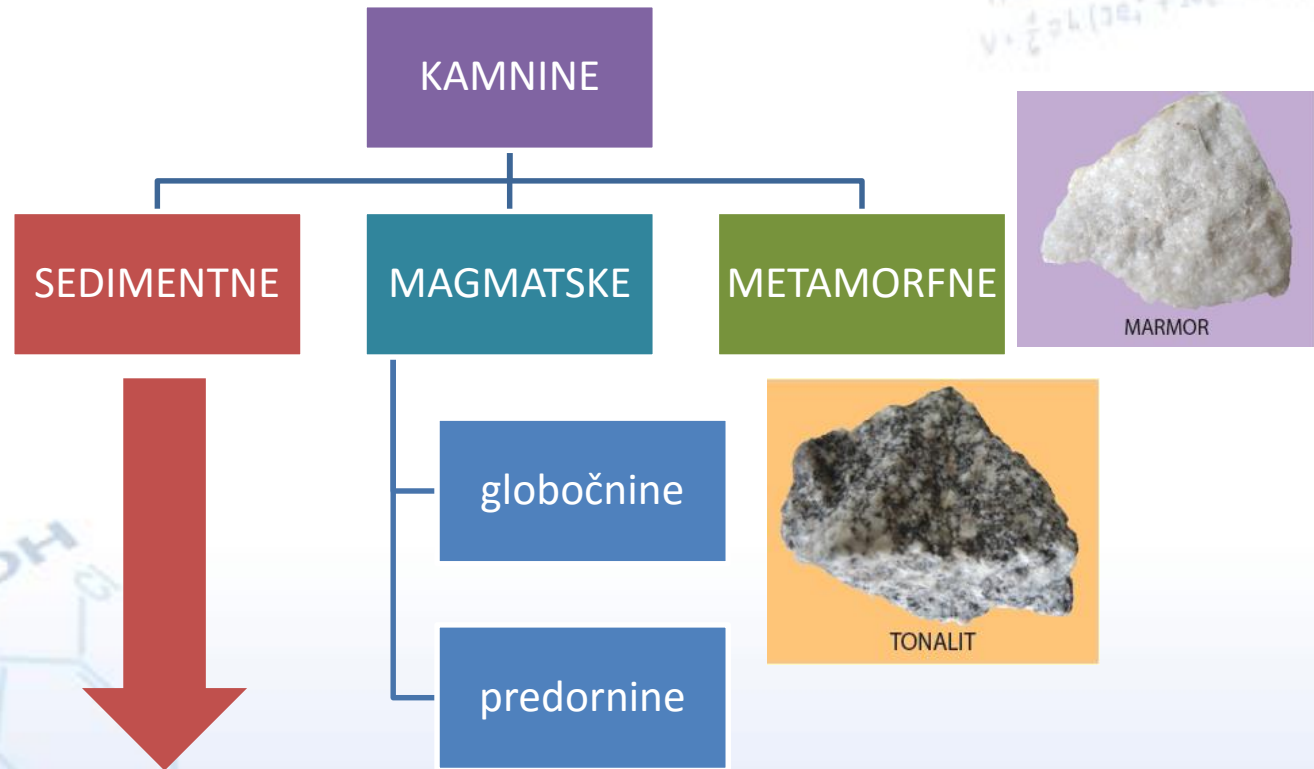 KAMNINE
SEDIMENTNE
MAGMATSKE
METAMORFNE
MARMOR
globočnine
TONALIT
predornine